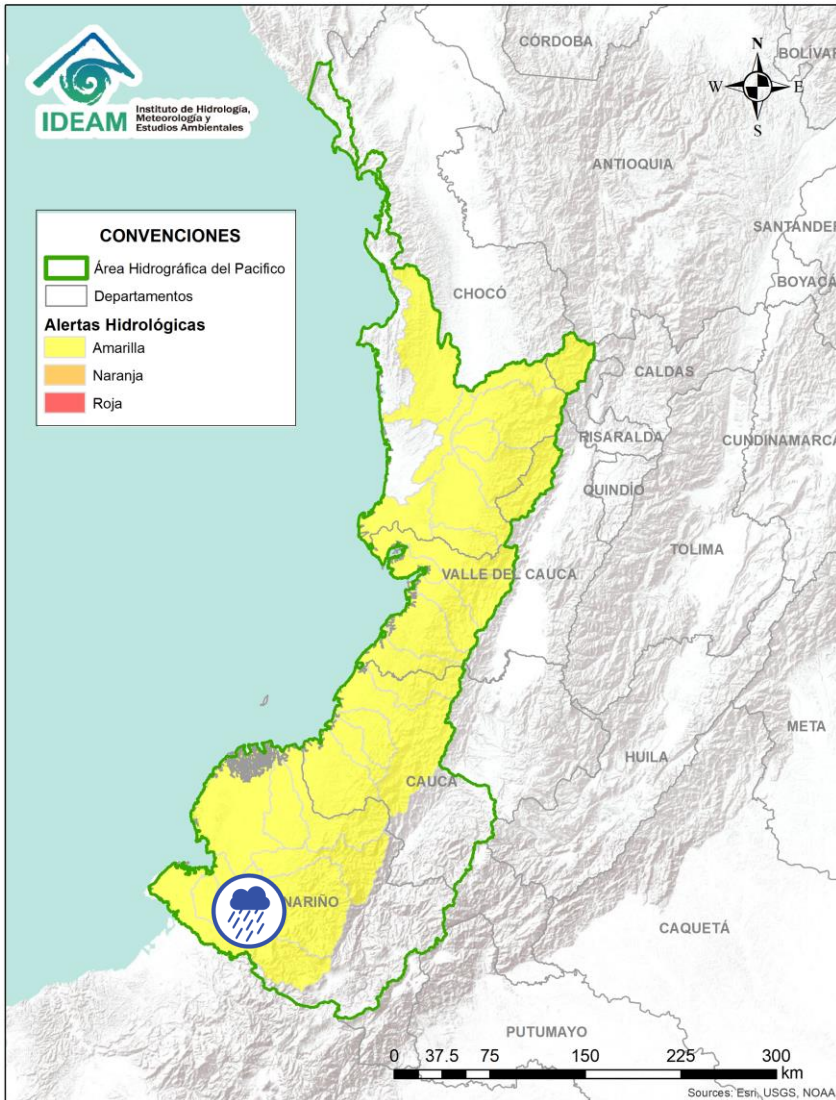 IDEAM
Instituto de Hidrología,
Meteorología y
Estudios Ambientales
CÓRDOBA
BOLÍVAR
N
W
E
S
ANTIOQUIA
SANTANDER
BOYACÁ
CONVENCIONES
Área Hidrográfica del Pacifico
Departamentos
Alertas Hidrológicas
Amarilla
Naranja
Roja
CHOCÓ
CALDAS
RISARALDA
CUNDINAMARCA
QUINDÍO
TOLIMA
VALLE DEL CAUCA
META
HUILA
CAUCA
NARIÑO
CAQUETÁ
PUTUMAYO
0 37.5 75 150 225 300
km
Sources: Esri, USGS, NOAA